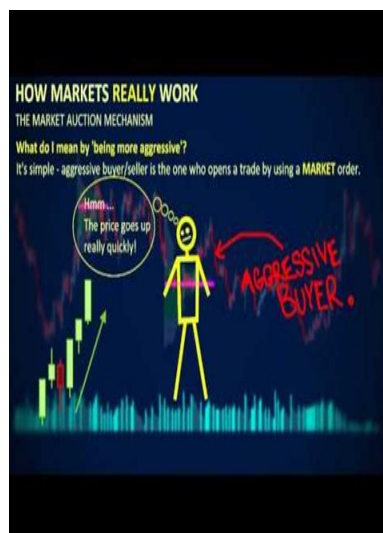 HOW MARKETS REALLY WORK
THE MARKET AUCTION MECHANISM
What do I mean by 'being more aggressive'?
It's simple - aggressive buyer/seller is the one who opens a trade by using a MARKET order.
Hmm ...
The price goes up
really quickly!
AGGRESSIVE
BUYER.